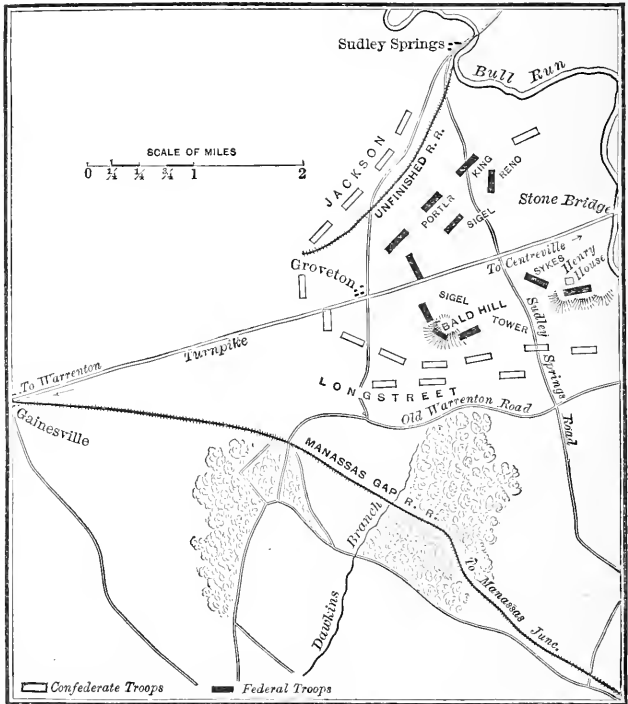 Sudley Springs
Bull Run
SCALE OF MILES
0 ¼ ¼ ¾ 1 2
JACKSON
UNFINISHED R. R.
KING
RENO
PORTER
SIGEL
Stone Bridge
To Centreville
Groveton
SYKES
Henry House
SIGEL
BALD HILL
TOWER
Sudley Springs Road
Turnpike
To Warrenton
LONGSTREET
Old Warrenton Road
Gainesville
MANASSAS GAP R. R.
Dawkins Branch
To Manassas Junc.
Confederate Troops
Federal Troops